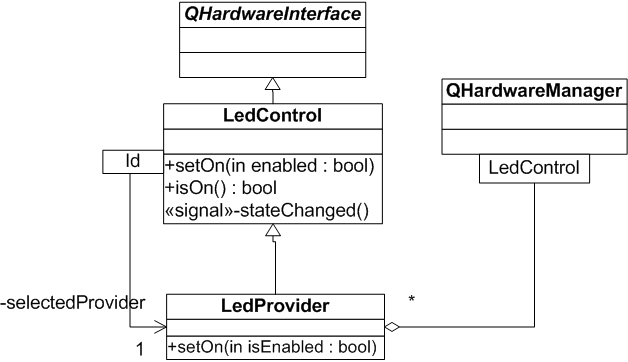 QHardwareInterface
LedControl
QHardwareManager
Id
+setOn(in enabled : bool)
+isOn() : bool
«signal»-stateChanged()
LedControl
-selectedProvider
1
LedProvider
*
+setOn(in isEnabled : bool)